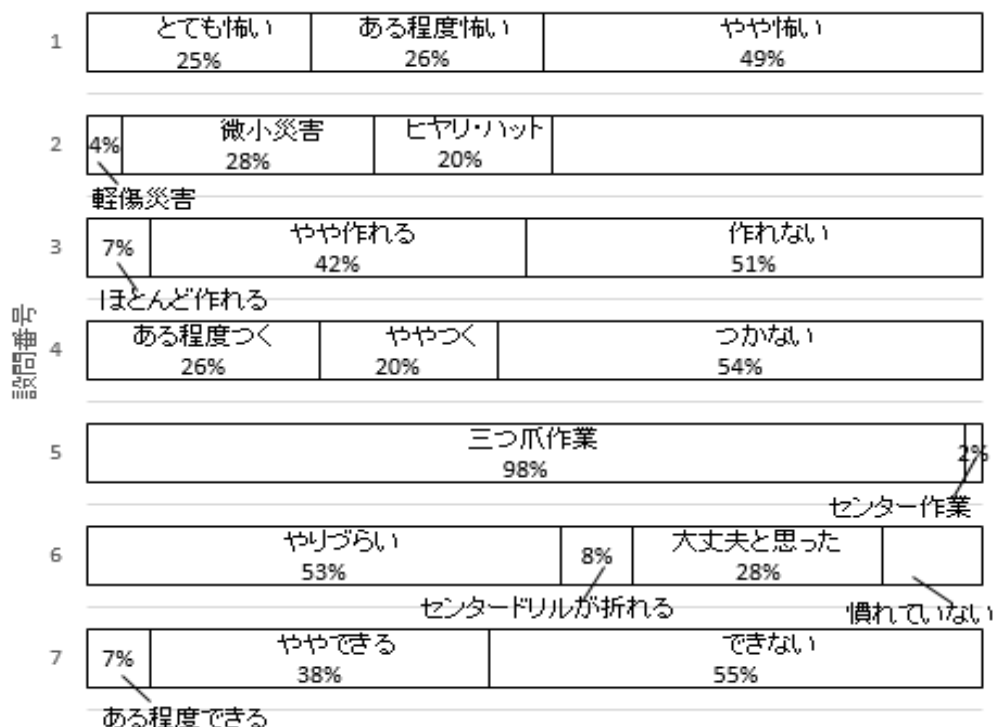 設問番号
1
とても怖い ある程度怖い やや怖い
25% 26% 49%
2
微小災害 ヒヤリ・ハット
4% 28% 20%
軽傷災害
3
やや作れる 作れない
7% 42% 51%
ほとんど作れる
4
ある程度つく ややつく つかない
26% 20% 54%
5
三つ爪作業
98% 2%
センター作業
6
やりづらい 大丈夫と思った
53% 8% 28%
センタードリルが折れる 慣れていない
7
ややできる できない
7% 38% 55%
ある程度できる